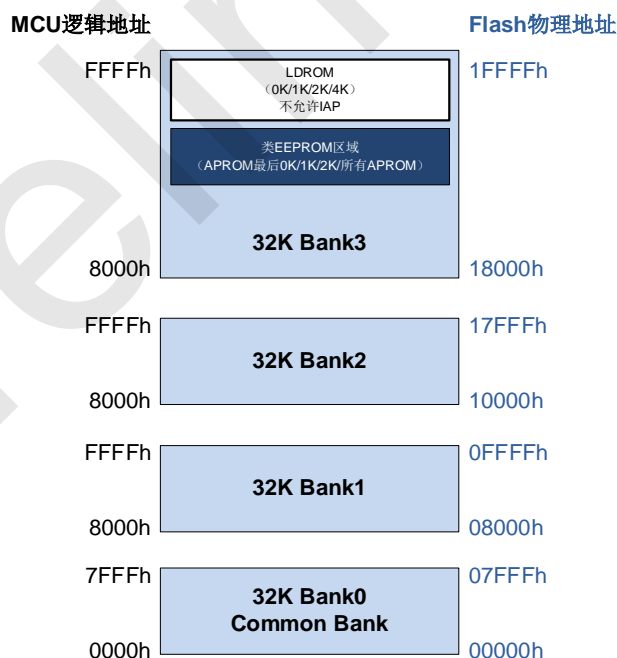 MCU逻辑地址 Flash物理地址
FFFFh 1FFFFh
LDROM
（0K/1K/2K/4K）
不允许IAP
类EEPROM区域
（APROM最后0K/1K/2K/所有APROM）
32K Bank3
8000h 18000h
FFFFh 17FFFh
32K Bank2
8000h 10000h
FFFFh 0FFFFh
32K Bank1
8000h 08000h
7FFFh 07FFFh
32K Bank0
Common Bank
0000h 00000h